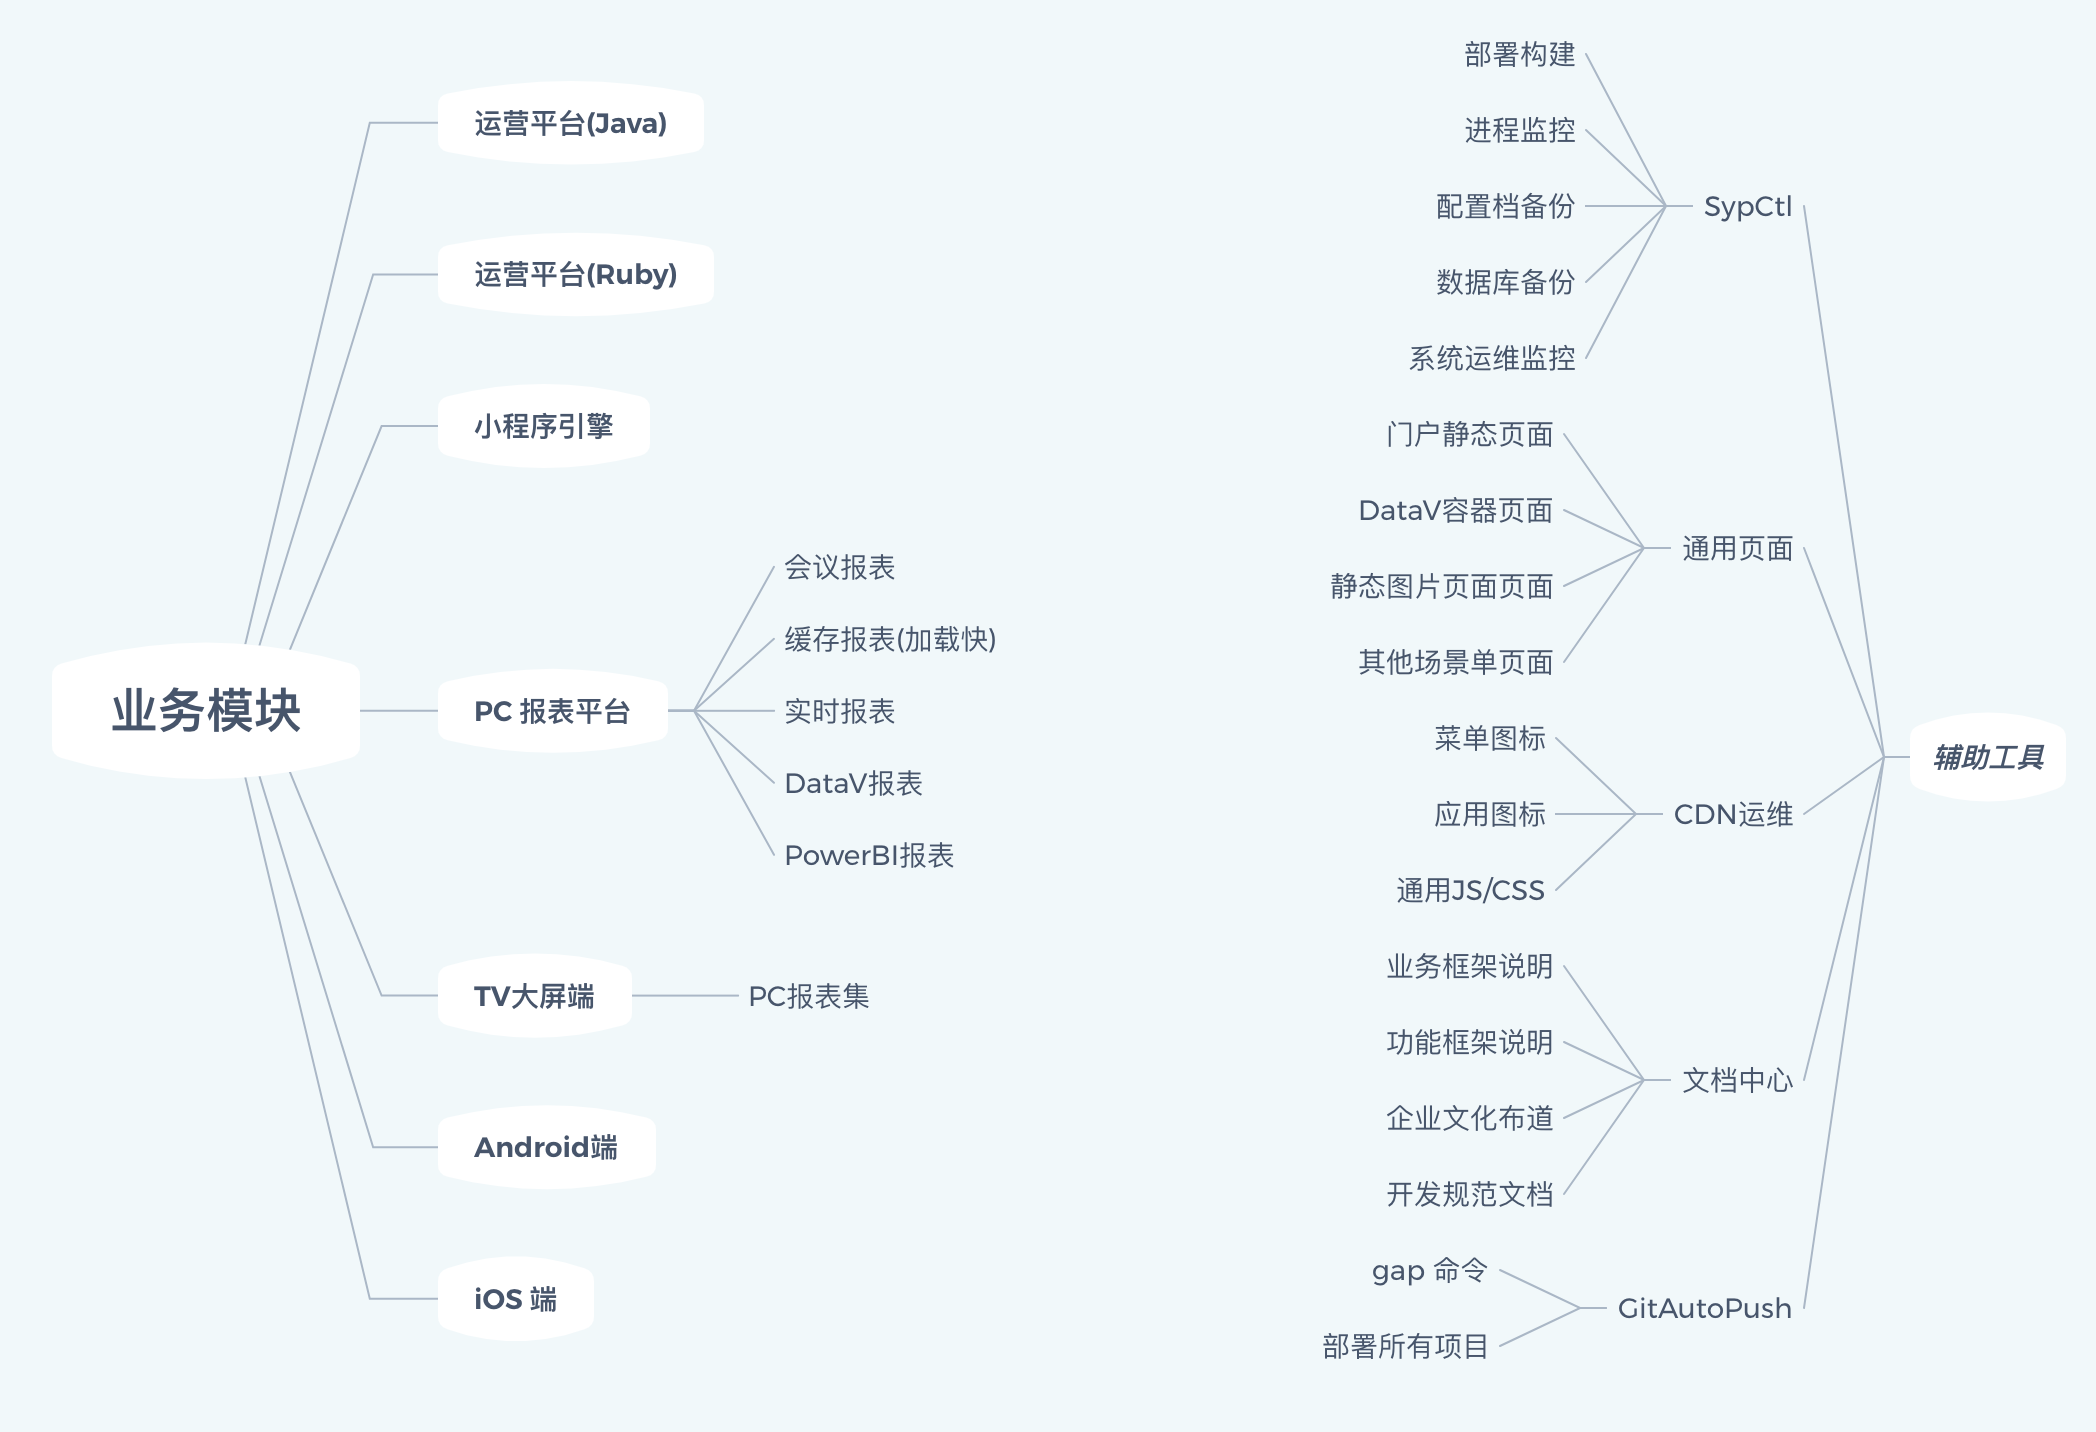 业务模块
运营平台(Java)
运营平台(Ruby)
小程序引擎
PC 报表平台
会议报表
缓存报表(加载快)
实时报表
DataV报表
PowerBI报表
TV大屏端
PC报表集
Android端
iOS 端
辅助工具
SypCtl
部署构建
进程监控
配置档备份
数据库备份
系统运维监控
通用页面
门户静态页面
DataV容器页面
静态图片页面页面
其他场景单页面
CDN运维
菜单图标
应用图标
通用JS/CSS
文档中心
业务框架说明
功能框架说明
企业文化布道
开发规范文档
GitAutoPush
gap 命令
部署所有项目